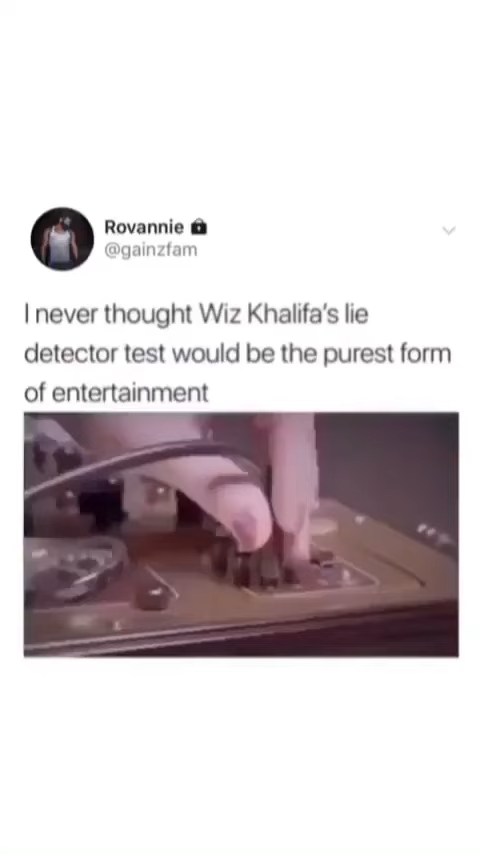 Rovannie
@gainzfam
I never thought Wiz Khalifa's lie
detector test would be the purest form
of entertainment